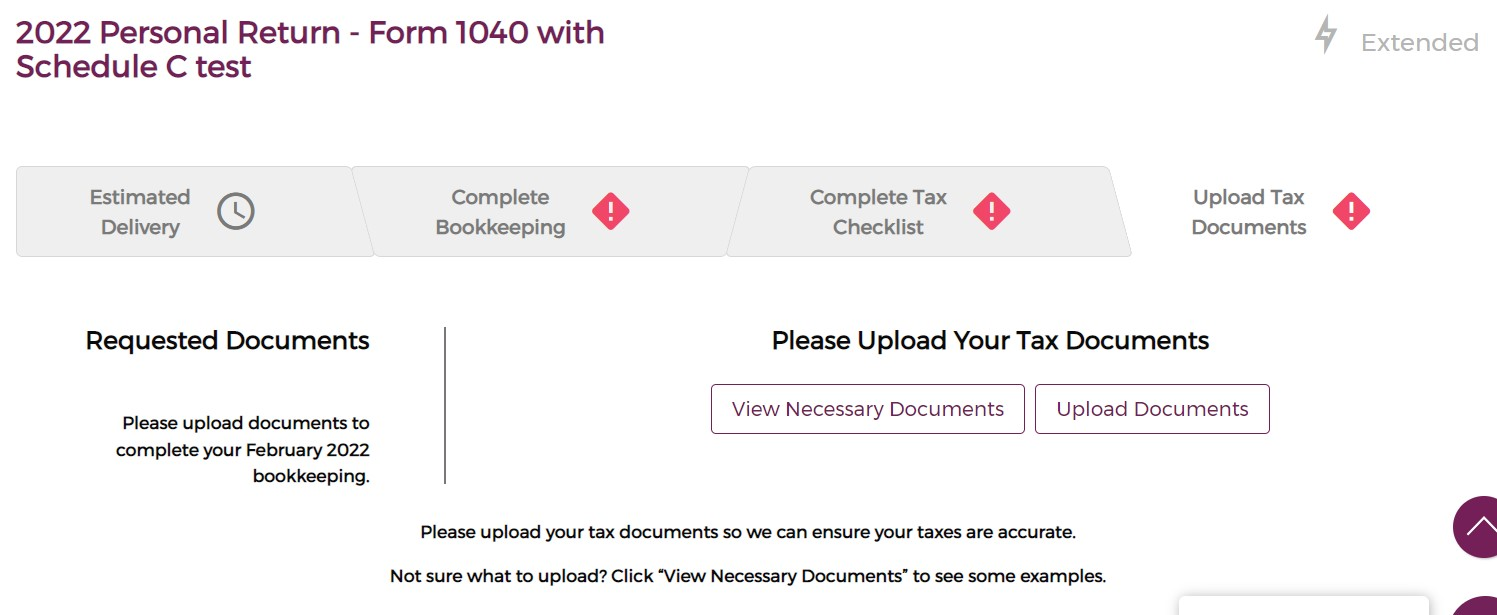 2022 Personal Return - Form 1040 with
Schedule C test
Extended
Estimated
Delivery
Complete
Bookkeeping
Complete Tax
Checklist
Upload Tax
Documents
Requested Documents
Please upload documents to
complete your February 2022
bookkeeping.
Please Upload Your Tax Documents
View Necessary Documents
Upload Documents
Please upload your tax documents so we can ensure your taxes are accurate.
Not sure what to upload? Click “View Necessary Documents” to see some examples.